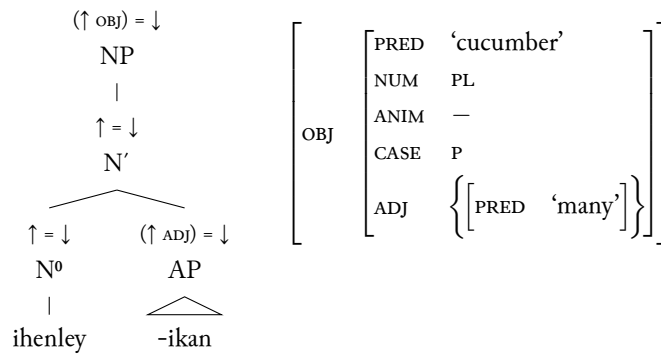 (↑ OBJ) = ↓
NP
↑ = ↓
N′
↑ = ↓ (↑ ADJ) = ↓
N⁰ AP
ihenley -ikan
OBJ
PRED ‘cucumber’
NUM PL
ANIM —
CASE P
ADJ {[PRED ‘many’]}